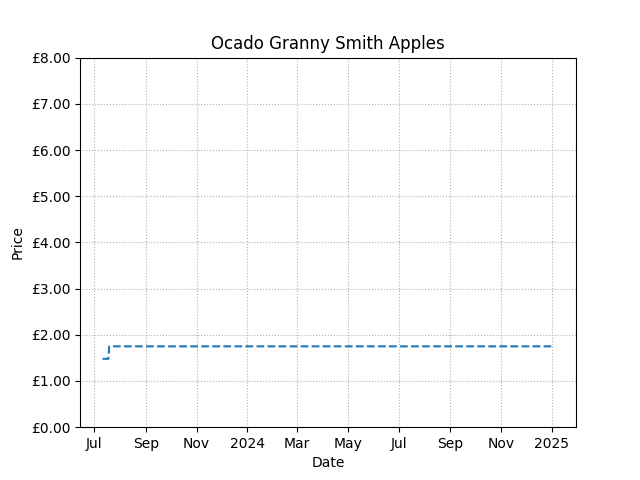 Ocado Granny Smith Apples
£8.00
£7.00
£6.00
£5.00
£4.00
£3.00
£2.00
£1.00
£0.00
Price
Jul Sep Nov 2024 Mar May Jul Sep Nov 2025
Date